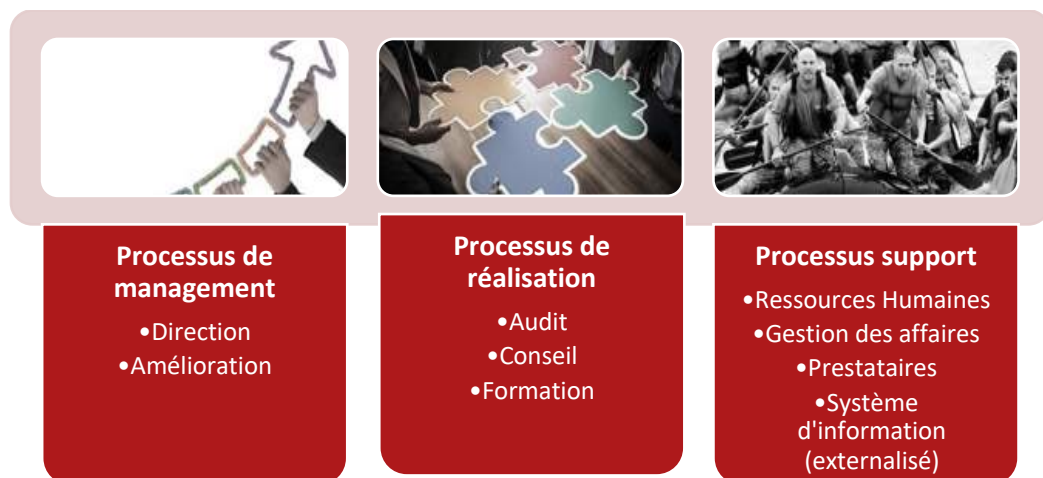 Processus de
management
•Direction
•Amélioration
Processus de
réalisation
•Audit
•Conseil
•Formation
Processus support
•Ressources Humaines
•Gestion des affaires
•Prestataires
•Système
d'information
(externalisé)